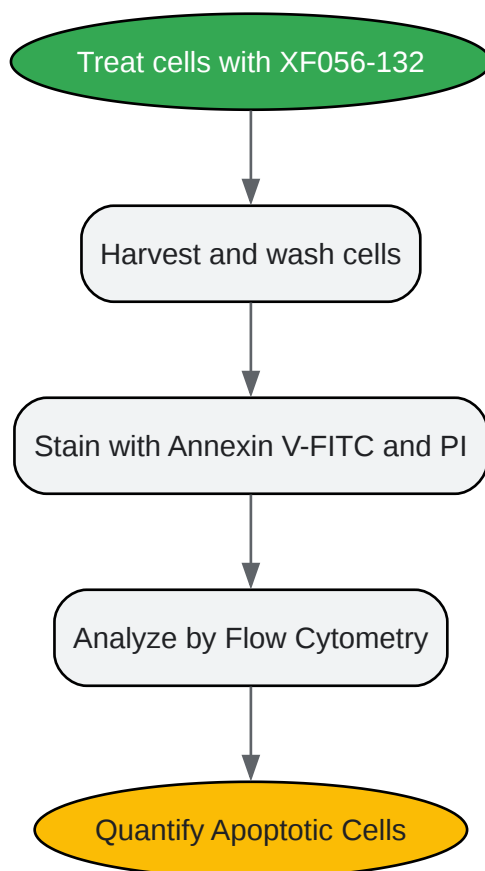 Treat cells with XF056-132
Harvest and wash cells
Stain with Annexin V-FITC and PI
Analyze by Flow Cytometry
Quantify Apoptotic Cells